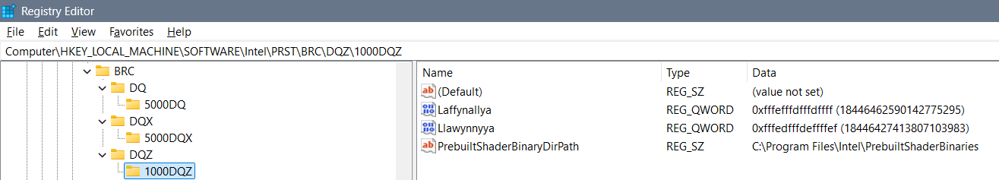 Registry Editor
File Edit View Favorites Help
Computer\HKEY_LOCAL_MACHINE\SOFTWARE\Intel\PRST\BRC\DQZ\1000DQZ
BRC
DQ
5000DQ
DQX
5000DQX
DQZ
1000DQZ
Name Type Data
(Default) REG_SZ (value not set)
Laffynallya REG_QWORD 0xfffefffdfffdffff (18446462590142775295)
Llawynnyya REG_QWORD 0xfffedfffdeffffef (18446427413807103983)
PrebuiltShaderBinaryDirPath REG_SZ C:\Program Files\Intel\PrebuiltShaderBinaries